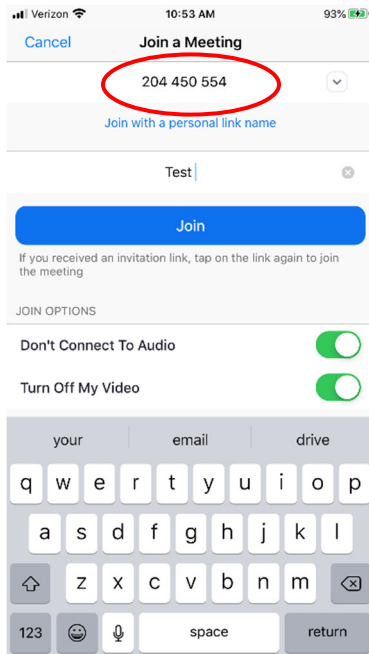 Verizon 10:53 AM 93%
Cancel Join a Meeting
204 450 554
Join with a personal link name
Test
Join
If you received an invitation link, tap on the link again to join
the meeting
JOIN OPTIONS
Don't Connect To Audio
Turn Off My Video
your email drive
q w e r t y u i o p
a s d f g h j k l
z x c v b n m
123 space return